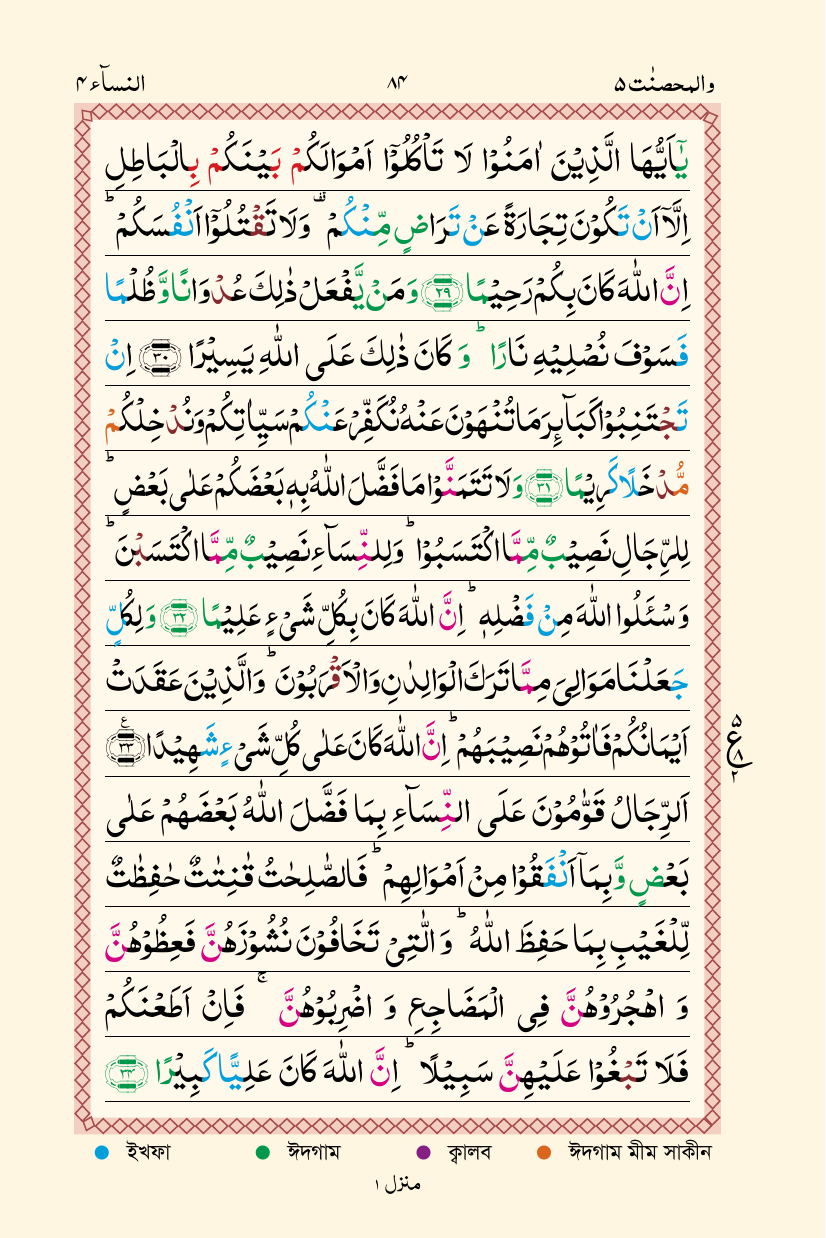 والمحصنٰت ۵ ۸۴ النسآء ۴
يٰٓاَيُّهَا الَّذِيْنَ اٰمَنُوْا لَا تَاْكُلُوْٓا اَمْوَالَكُمْ بَيْنَكُمْ بِالْبَاطِلِ
اِلَّآ اَنْ تَكُوْنَ تِجَارَةً عَنْ تَرَاضٍ مِّنْكُمْ ۟ وَلَا تَقْتُلُوْٓا اَنْفُسَكُمْ ؕ
اِنَّ اللّٰهَ كَانَ بِكُمْ رَحِيْمًا ﴿۲۹﴾ وَمَنْ يَّفْعَلْ ذٰلِكَ عُدْوَانًا وَّظُلْمًا
فَسَوْفَ نُصْلِيْهِ نَارًا ؕ وَ كَانَ ذٰلِكَ عَلَى اللّٰهِ يَسِيْرًا ﴿۳۰﴾ اِنْ
تَجْتَنِبُوْا كَبَآئِرَ مَا تُنْهَوْنَ عَنْهُ نُكَفِّرْ عَنْكُمْ سَيِّاٰتِكُمْ وَنُدْخِلْكُمْ
مُّدْخَلًا كَرِيْمًا ﴿۳۱﴾ وَلَا تَتَمَنَّوْا مَا فَضَّلَ اللّٰهُ بِهٖ بَعْضَكُمْ عَلٰى بَعْضٍ ؕ
لِلرِّجَالِ نَصِيْبٌ مِّمَّا اكْتَسَبُوْا ؕ وَلِلنِّسَآءِ نَصِيْبٌ مِّمَّا اكْتَسَبْنَ ؕ
وَسْـَٔلُوا اللّٰهَ مِنْ فَضْلِهٖ ؕ اِنَّ اللّٰهَ كَانَ بِكُلِّ شَيْءٍ عَلِيْمًا ﴿۳۲﴾ وَلِكُلٍّ
جَعَلْنَا مَوَالِيَ مِمَّا تَرَكَ الْوَالِدٰنِ وَالْاَقْرَبُوْنَ ؕ وَالَّذِيْنَ عَقَدَتْ
اَيْمَانُكُمْ فَاٰتُوْهُمْ نَصِيْبَهُمْ ؕ اِنَّ اللّٰهَ كَانَ عَلٰى كُلِّ شَيْءٍ شَهِيْدًا ﴿۳۳﴾
اَلرِّجَالُ قَوّٰمُوْنَ عَلَى النِّسَآءِ بِمَا فَضَّلَ اللّٰهُ بَعْضَهُمْ عَلٰى
بَعْضٍ وَّبِمَآ اَنْفَقُوْا مِنْ اَمْوَالِهِمْ ؕ فَالصّٰلِحٰتُ قٰنِتٰتٌ حٰفِظٰتٌ
لِّلْغَيْبِ بِمَا حَفِظَ اللّٰهُ ؕ وَالّٰتِيْ تَخَافُوْنَ نُشُوْزَهُنَّ فَعِظُوْهُنَّ
وَ اهْجُرُوْهُنَّ فِى الْمَضَاجِعِ وَ اضْرِبُوْهُنَّ ۚ فَاِنْ اَطَعْنَكُمْ
فَلَا تَبْغُوْا عَلَيْهِنَّ سَبِيْلًا ؕ اِنَّ اللّٰهَ كَانَ عَلِيًّا كَبِيْرًا ﴿۳۴﴾
ইখফা ঈদগাম ক্বালব ঈদগাম মীম সাকীন
منزل ۱